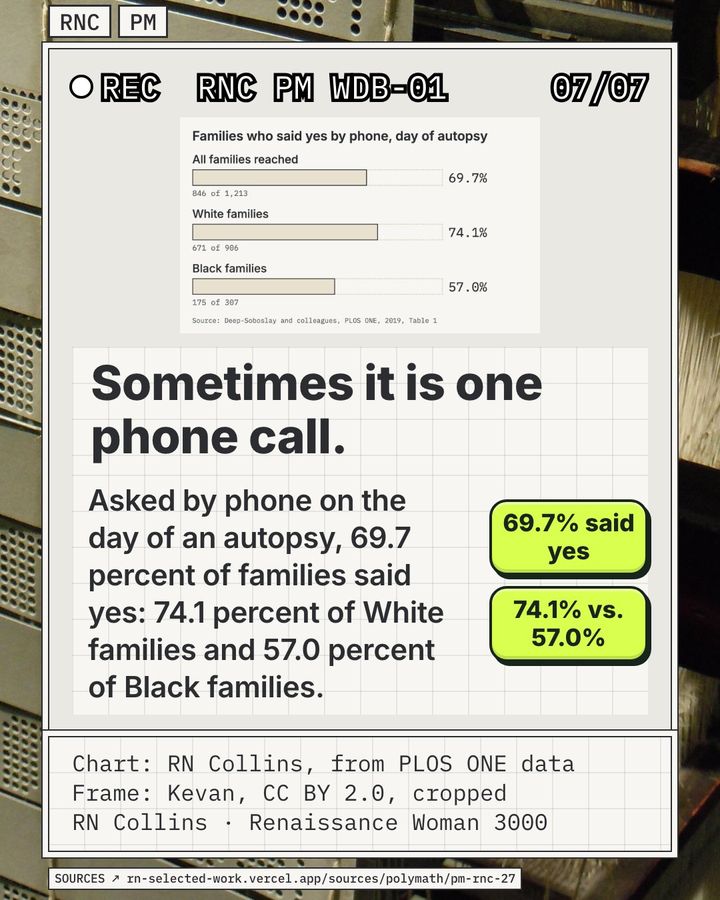 RNC PM
REC RNC PM WDB-01 07/07
Families who said yes by phone, day of autopsy
All families reached
69.7%
846 of 1,213
White families
74.1%
671 of 906
Black families
57.0%
175 of 307
Source: Deep-Soboslay and colleagues, PLOS ONE, 2019, Table 1
Sometimes it is one
phone call.
Asked by phone on the
day of an autopsy, 69.7
percent of families said
yes: 74.1 percent of White
families and 57.0 percent
of Black families.
69.7% said
yes
74.1% vs.
57.0%
Chart: RN Collins, from PLOS ONE data
Frame: Kevan, CC BY 2.0, cropped
RN Collins · Renaissance Woman 3000
SOURCES ↗ rn-selected-work.vercel.app/sources/polymath/pm-rnc-27